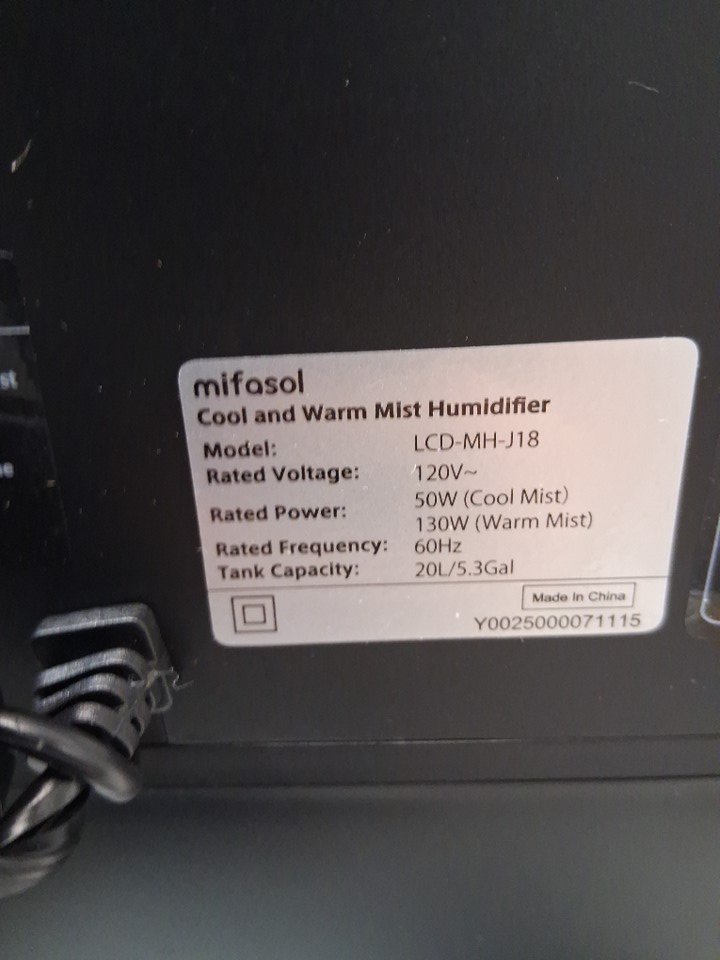 mifasol
Cool and Warm Mist Humidifier
Model: LCD-MH-J18
Rated Voltage: 120V~
Rated Power: 50W (Cool Mist)
130W (Warm Mist)
Rated Frequency: 60Hz
Tank Capacity: 20L/5.3Gal
Made In China
Y0025000071115